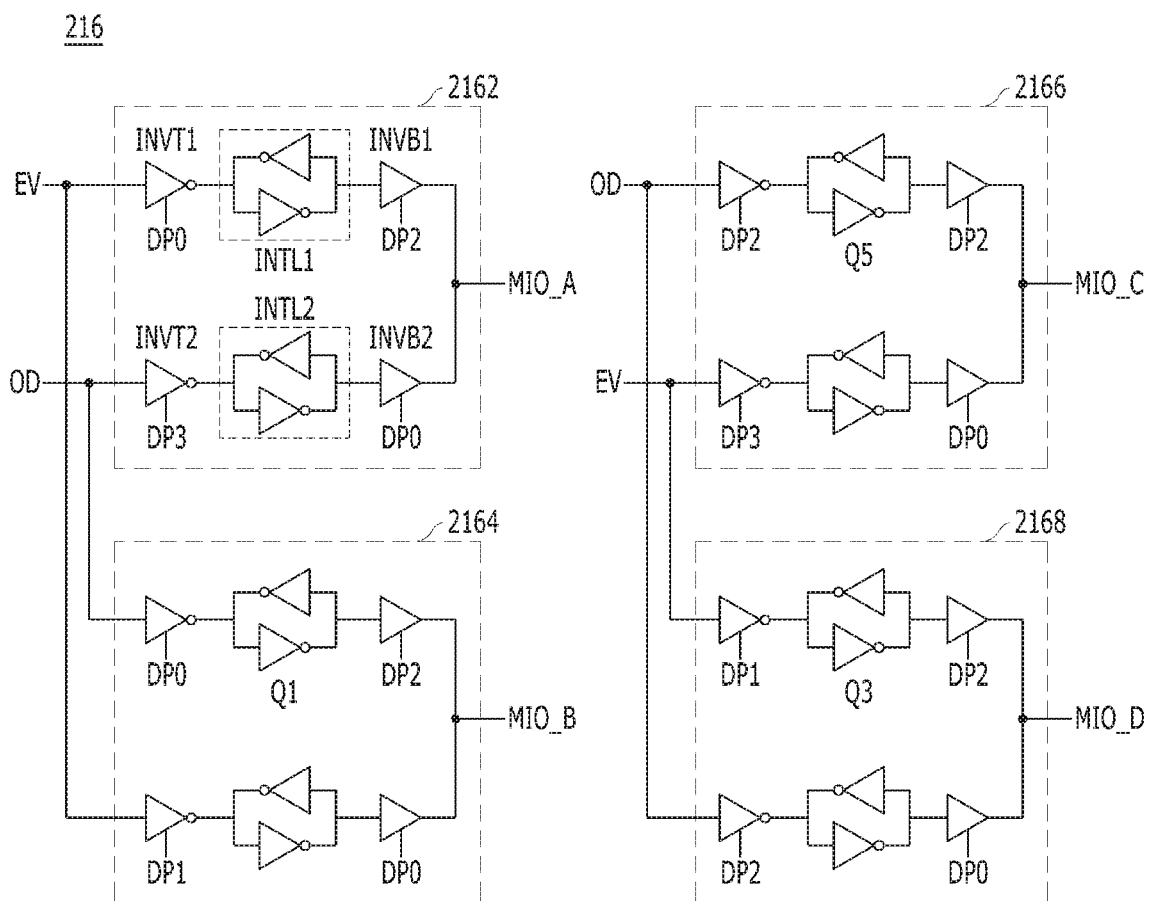 216
2162
INVT1
INVB1
EV
DP0
INTL1
DP2
MIO_A
INTL2
INVT2
INVB2
OD
DP3
DP0
2164
DP0
Q1
DP2
MIO_B
DP1
DP0
2166
OD
DP2
Q5
DP2
MIO_C
EV
DP3
DP0
2168
DP1
Q3
DP2
MIO_D
DP2
DP0